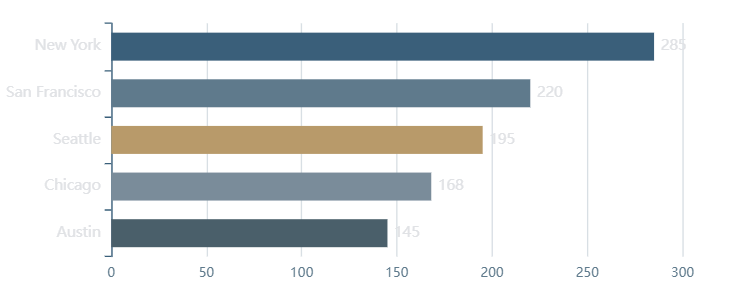 New York 285
San Francisco 220
Seattle 195
Chicago 168
Austin 145
0 50 100 150 200 250 300